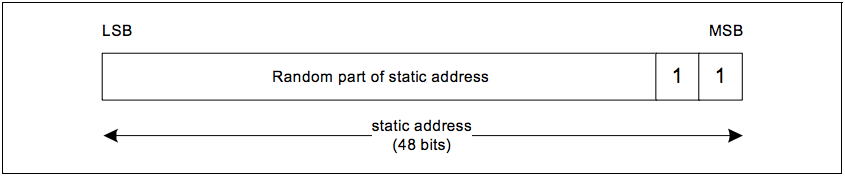 LSB MSB
Random part of static address 1 1
static address
(48 bits)